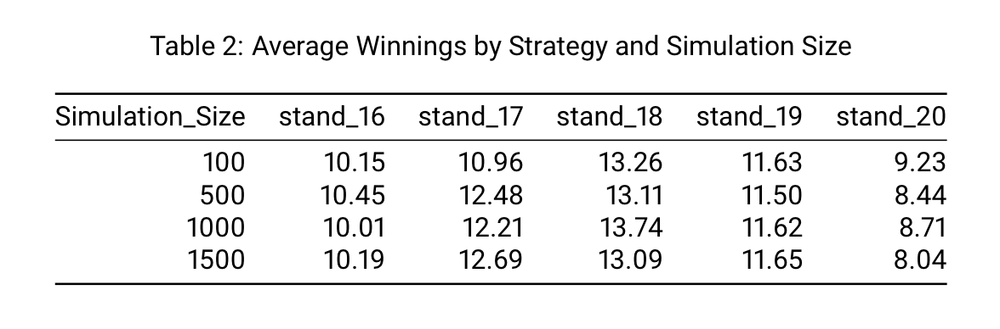 Table 2: Average Winnings by Strategy and Simulation Size
Simulation_Size stand_16 stand_17 stand_18 stand_19 stand_20
100 10.15 10.96 13.26 11.63 9.23
500 10.45 12.48 13.11 11.50 8.44
1000 10.01 12.21 13.74 11.62 8.71
1500 10.19 12.69 13.09 11.65 8.04